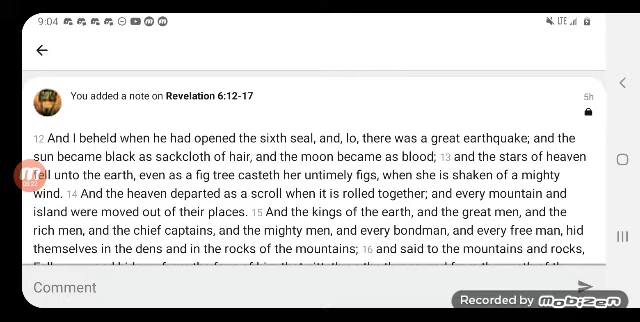 9:04 LTE
You added a note on Revelation 6:12-17 5h
12 And I beheld when he had opened the sixth seal, and, lo, there was a great earthquake; and the
sun became black as sackcloth of hair, and the moon became as blood; 13 and the stars of heaven
fell unto the earth, even as a fig tree casteth her untimely figs, when she is shaken of a mighty
wind. 14 And the heaven departed as a scroll when it is rolled together; and every mountain and
island were moved out of their places. 15 And the kings of the earth, and the great men, and the
rich men, and the chief captains, and the mighty men, and every bondman, and every free man, hid
themselves in the dens and in the rocks of the mountains; 16 and said to the mountains and rocks,
Comment
Recorded by mobizen